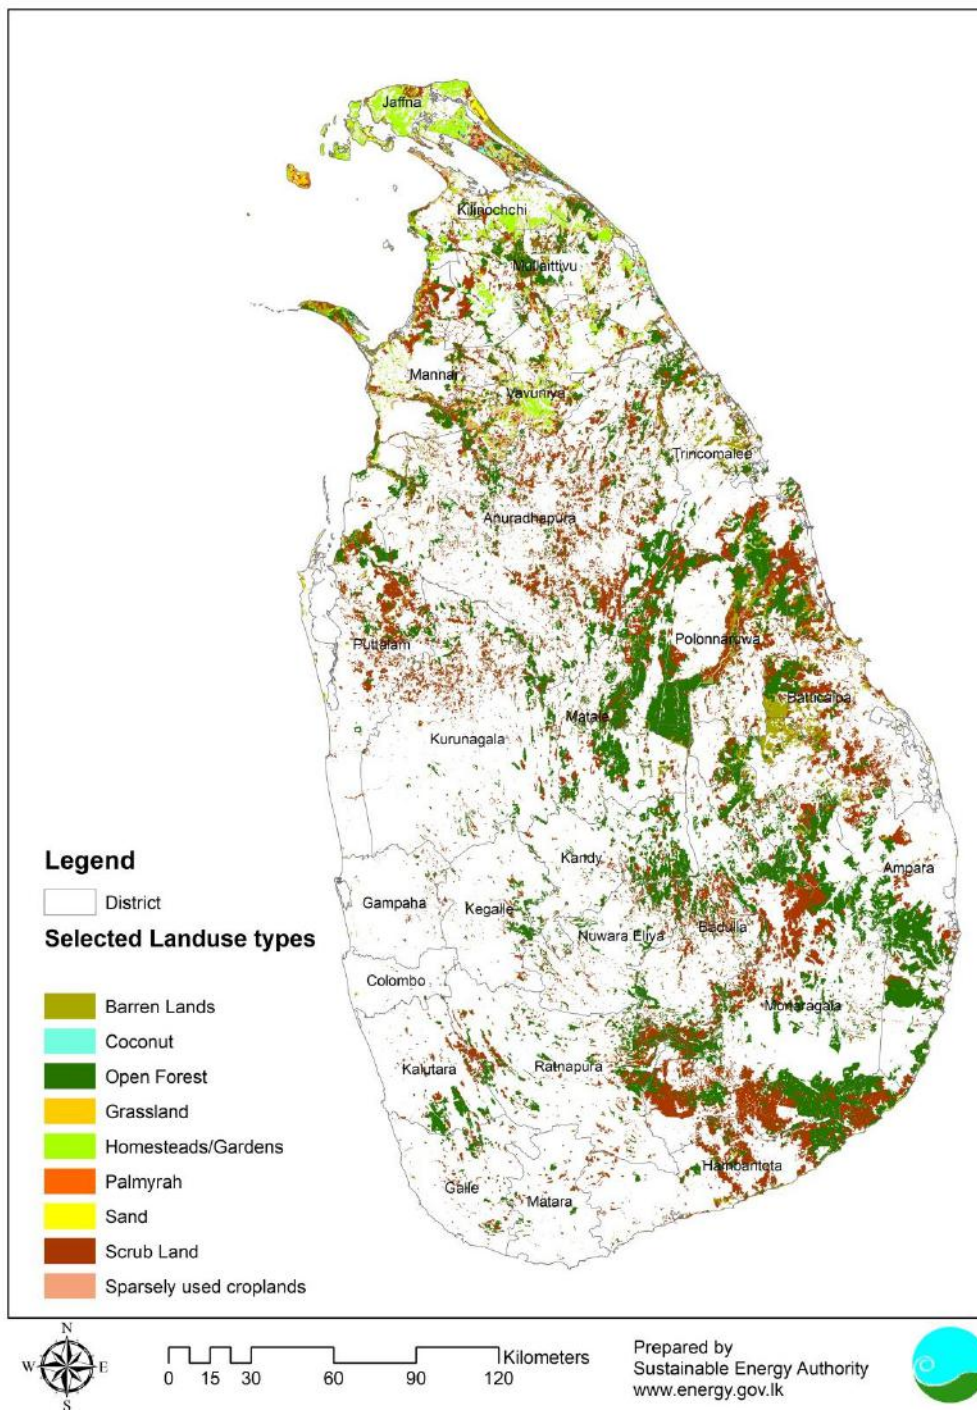 Jaffna
Kilinochchi
Mullaittivu
Mannar
Vavuniya
Trincomalee
Anuradhapura
Polonnaruwa
Puttalam
Batticaloa
Matale
Kurunagala
Legend
Kandy
Ampara
District
Gampaha
Kegalle
Badulla
Selected Landuse types
Nuwara Eliya
Colombo
Barren Lands
Monaragala
Coconut
Kalutara
Ratnapura
Open Forest
Grassland
Homesteads/Gardens
Hambantota
Palmyrah
Galle
Matara
Sand
Scrub Land
Sparsely used croplands
N
W E
S
Kilometers
0 15 30 60 90 120
Prepared by
Sustainable Energy Authority
www.energy.gov.lk